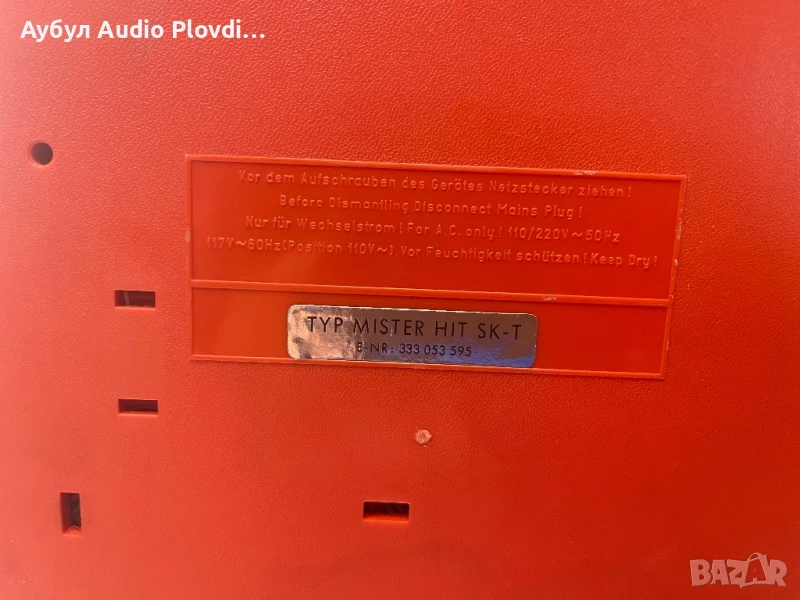 Аубул Audio Plovdi...
Vor dem Aufschrauben des Gerätes Netzstecker ziehen!
Before Dismantling Disconnect Mains Plug!
Nur für Wechselstrom! For A.C. only! 110/220V~50Hz
117V~60Hz(Position 110V~). Vor Feuchtigkeit schützen! Keep Dry!
TYP MISTER HIT SK-T
E-NR: 333 053 595
BAZAR